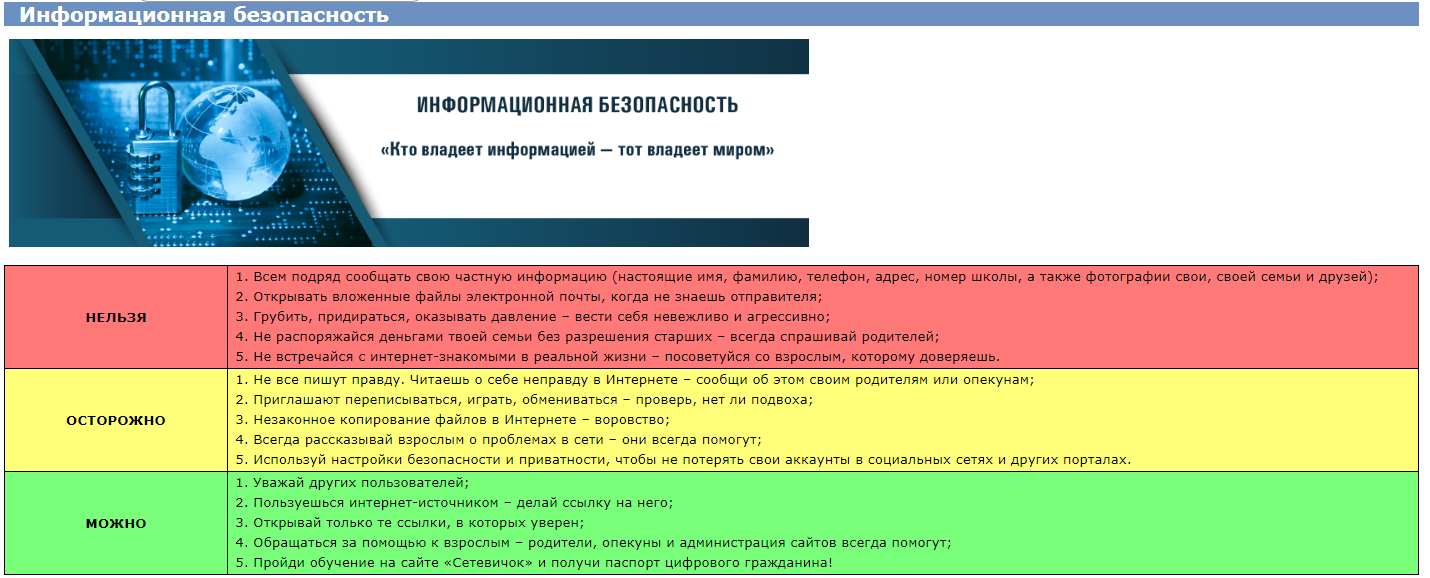 Информационная безопасность
ИНФОРМАЦИОННАЯ БЕЗОПАСНОСТЬ
«Кто владеет информацией – тот владеет миром»
НЕЛЬЗЯ
1. Всем подряд сообщать свою частную информацию (настоящие имя, фамилию, телефон, адрес, номер школы, а также фотографии свои, своей семьи и друзей);
2. Открывать вложенные файлы электронной почты, когда не знаешь отправителя;
3. Грубить, придираться, оказывать давление – вести себя невежливо и агрессивно;
4. Не распоряжайся деньгами твоей семьи без разрешения старших – всегда спрашивай родителей;
5. Не встречайся с интернет-знакомыми в реальной жизни – посоветуйся со взрослым, которому доверяешь.
ОСТОРОЖНО
1. Не все пишут правду. Читаешь о себе неправду в Интернете – сообщи об этом своим родителям или опекунам;
2. Приглашают переписываться, играть, обмениваться – проверь, нет ли подвоха;
3. Незаконное копирование файлов в Интернете – воровство;
4. Всегда рассказывай взрослым о проблемах в сети – они всегда помогут;
5. Используй настройки безопасности и приватности, чтобы не потерять свои аккаунты в социальных сетях и других порталах.
МОЖНО
1. Уважай других пользователей;
2. Пользуешься интернет-источником – делай ссылку на него;
3. Открывай только те ссылки, в которых уверен;
4. Обращаться за помощью к взрослым – родители, опекуны и администрация сайтов всегда помогут;
5. Пройди обучение на сайте «Сетевичок» и получи паспорт цифрового гражданина!